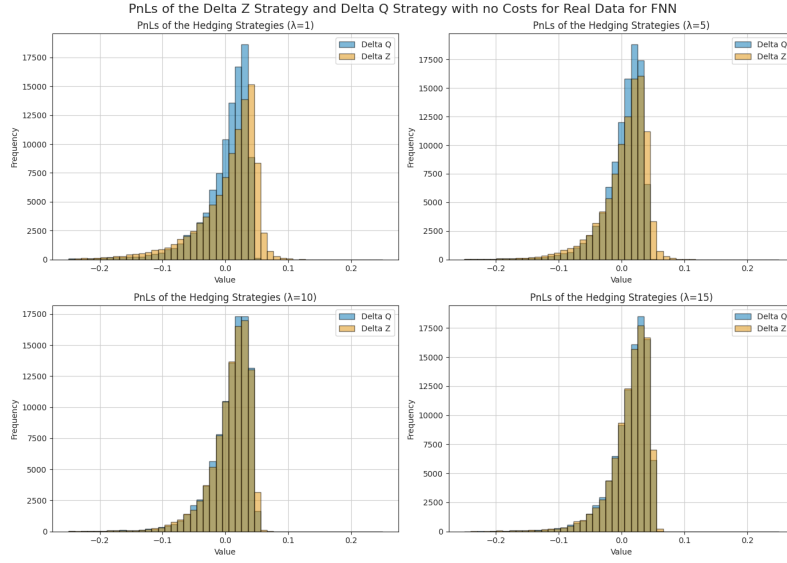 PnLs of the Delta Z Strategy and Delta Q Strategy with no Costs for Real Data for FNN
PnLs of the Hedging Strategies (λ=1)
Delta Q
Delta Z
17500
15000
12500
10000
7500
5000
2500
0
Frequency
−0.2
−0.1
0.0
0.1
0.2
Value
PnLs of the Hedging Strategies (λ=5)
Delta Q
Delta Z
17500
15000
12500
10000
7500
5000
2500
0
Frequency
−0.2
−0.1
0.0
0.1
0.2
Value
PnLs of the Hedging Strategies (λ=10)
Delta Q
Delta Z
17500
15000
12500
10000
7500
5000
2500
0
Frequency
−0.2
−0.1
0.0
0.1
0.2
Value
PnLs of the Hedging Strategies (λ=15)
Delta Q
Delta Z
17500
15000
12500
10000
7500
5000
2500
0
Frequency
−0.2
−0.1
0.0
0.1
0.2
Value